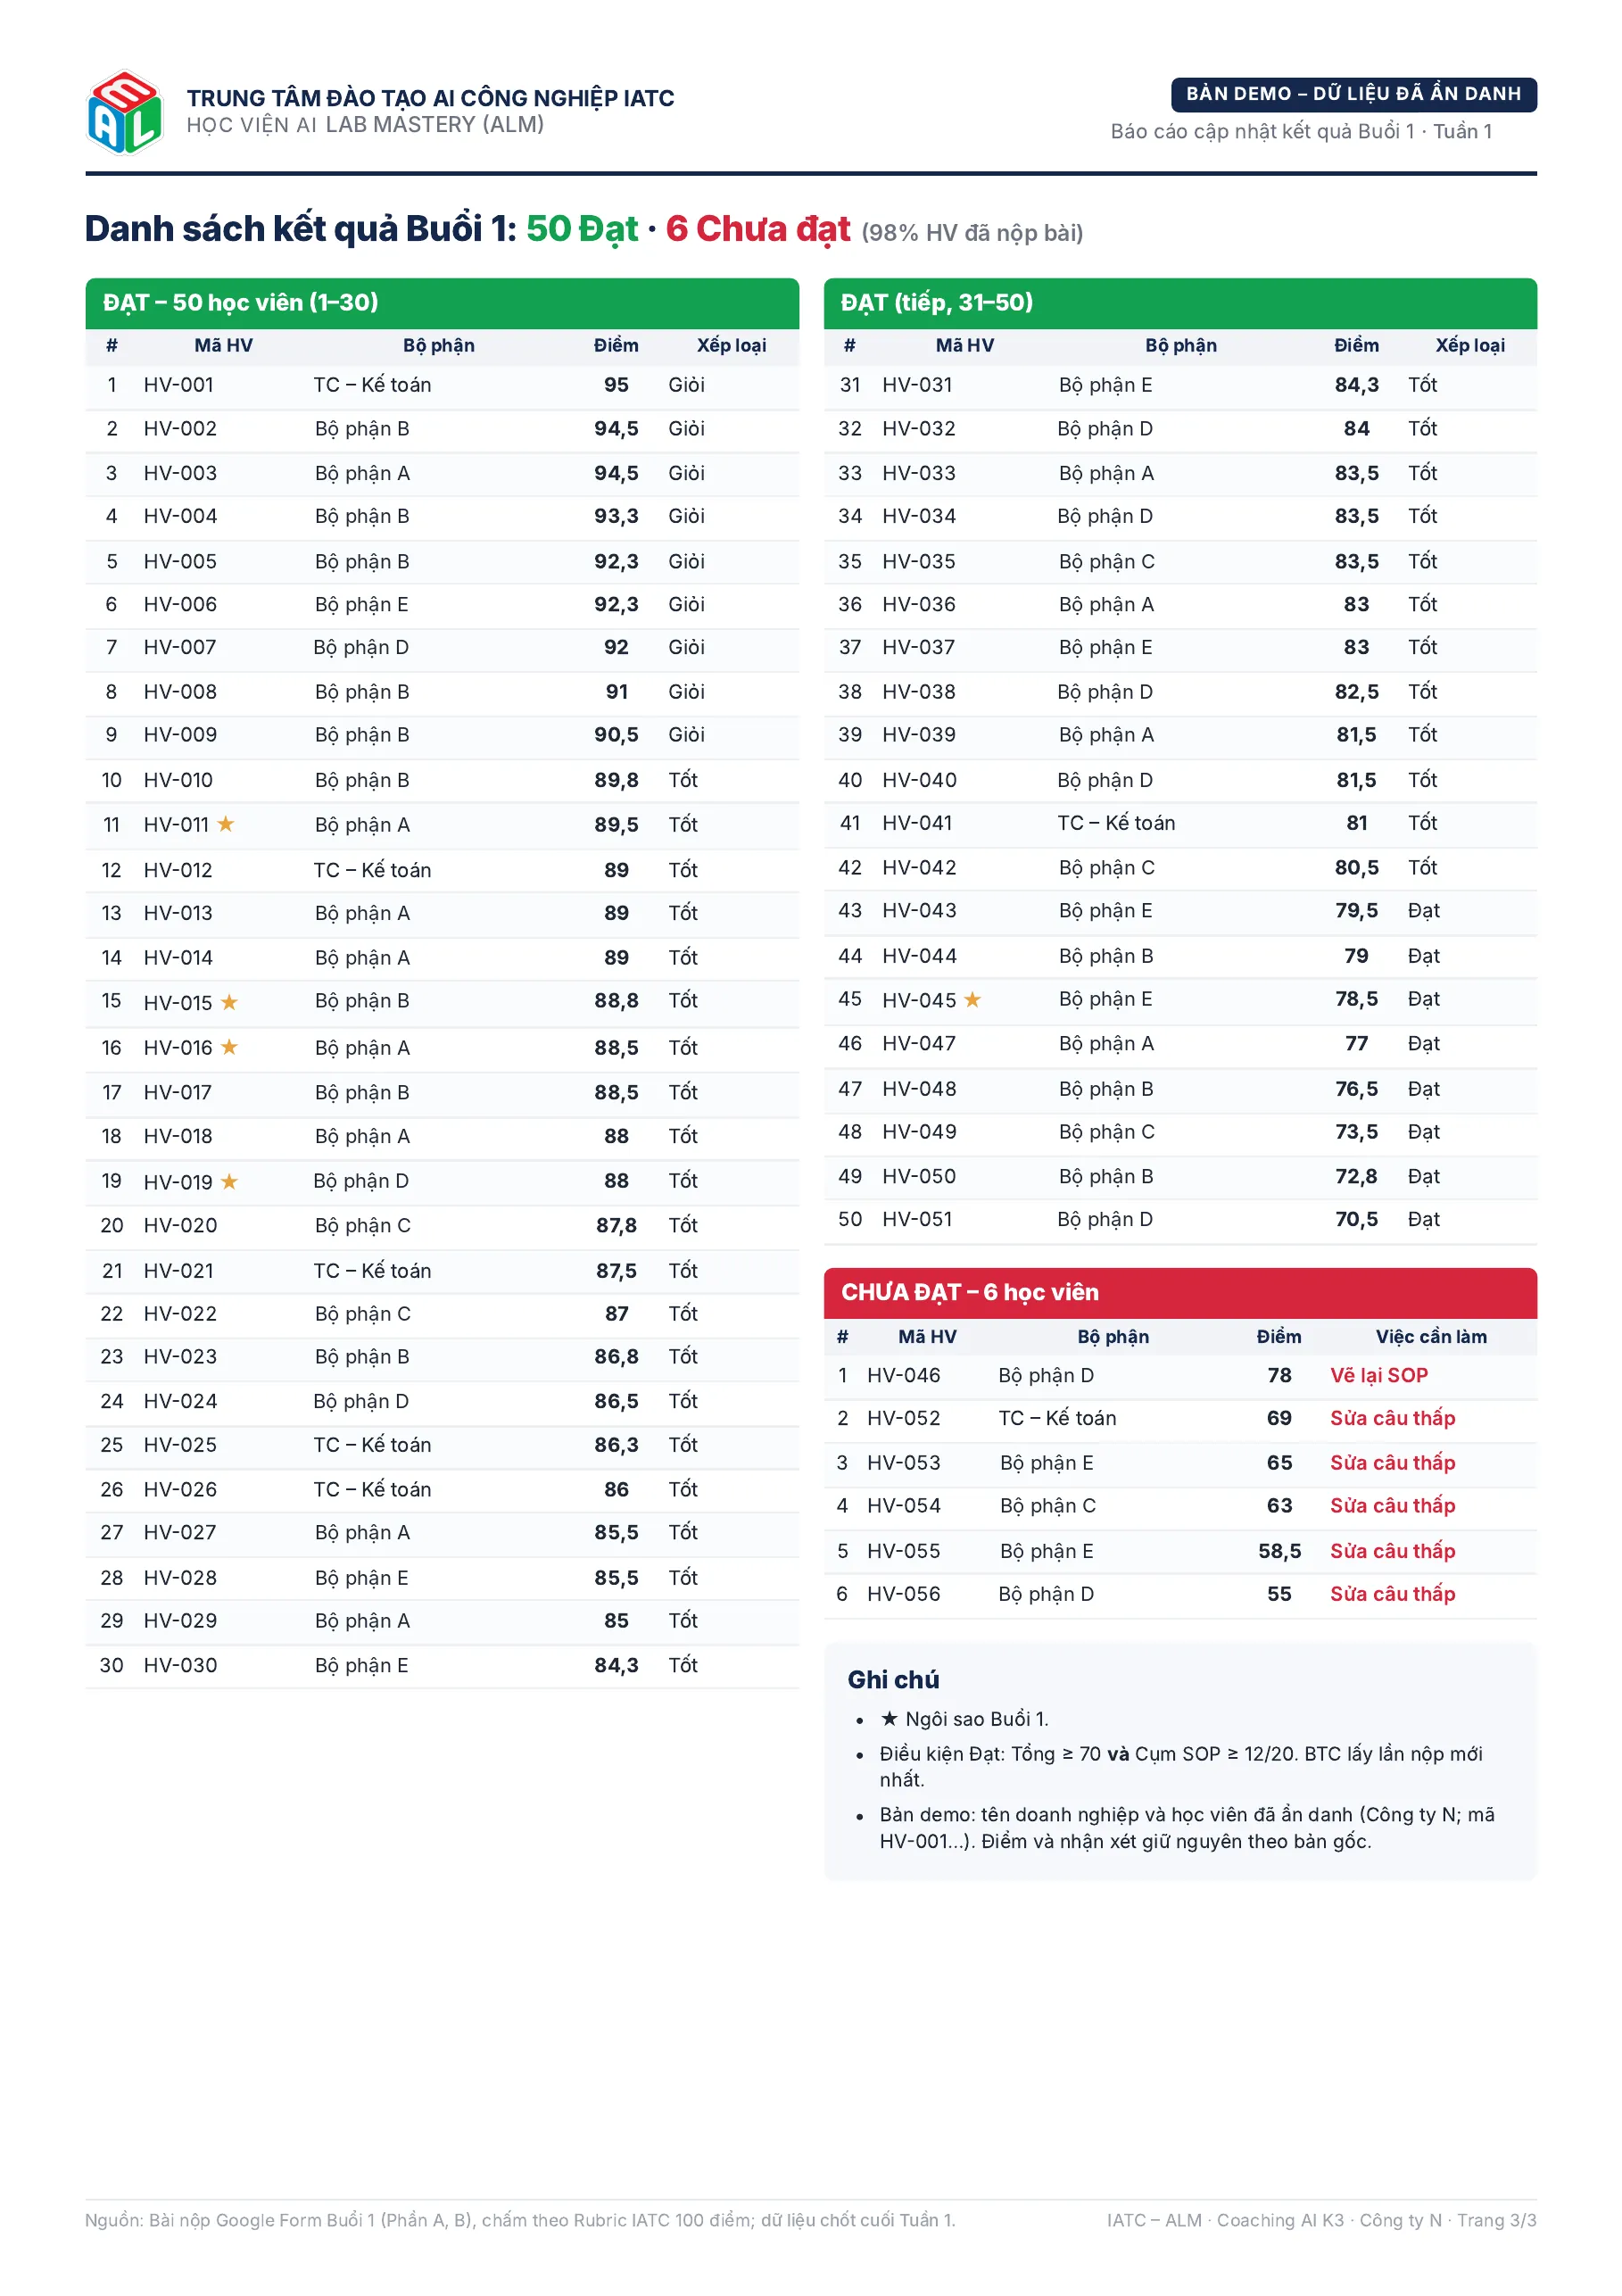 TRUNG TÂM ĐÀO TẠO AI CÔNG NGHIỆP IATC
HỌC VIỆN AI LAB MASTERY (ALM)
BẢN DEMO – DỮ LIỆU ĐÃ ẨN DANH
Báo cáo cập nhật kết quả Buổi 1 · Tuần 1
Danh sách kết quả Buổi 1: 50 Đạt · 6 Chưa đạt (98% HV đã nộp bài)
ĐẠT – 50 học viên (1–30)
# Mã HV Bộ phận Điểm Xếp loại
1 HV-001 TC – Kế toán 95 Giỏi
2 HV-002 Bộ phận B 94,5 Giỏi
3 HV-003 Bộ phận A 94,5 Giỏi
4 HV-004 Bộ phận B 93,3 Giỏi
5 HV-005 Bộ phận B 92,3 Giỏi
6 HV-006 Bộ phận E 92,3 Giỏi
7 HV-007 Bộ phận D 92 Giỏi
8 HV-008 Bộ phận B 91 Giỏi
9 HV-009 Bộ phận B 90,5 Giỏi
10 HV-010 Bộ phận B 89,8 Tốt
11 HV-011 ★ Bộ phận A 89,5 Tốt
12 HV-012 TC – Kế toán 89 Tốt
13 HV-013 Bộ phận A 89 Tốt
14 HV-014 Bộ phận A 89 Tốt
15 HV-015 ★ Bộ phận B 88,8 Tốt
16 HV-016 ★ Bộ phận A 88,5 Tốt
17 HV-017 Bộ phận B 88,5 Tốt
18 HV-018 Bộ phận A 88 Tốt
19 HV-019 ★ Bộ phận D 88 Tốt
20 HV-020 Bộ phận C 87,8 Tốt
21 HV-021 TC – Kế toán 87,5 Tốt
22 HV-022 Bộ phận C 87 Tốt
23 HV-023 Bộ phận B 86,8 Tốt
24 HV-024 Bộ phận D 86,5 Tốt
25 HV-025 TC – Kế toán 86,3 Tốt
26 HV-026 TC – Kế toán 86 Tốt
27 HV-027 Bộ phận A 85,5 Tốt
28 HV-028 Bộ phận E 85,5 Tốt
29 HV-029 Bộ phận A 85 Tốt
30 HV-030 Bộ phận E 84,3 Tốt
ĐẠT (tiếp, 31–50)
# Mã HV Bộ phận Điểm Xếp loại
31 HV-031 Bộ phận E 84,3 Tốt
32 HV-032 Bộ phận D 84 Tốt
33 HV-033 Bộ phận A 83,5 Tốt
34 HV-034 Bộ phận D 83,5 Tốt
35 HV-035 Bộ phận C 83,5 Tốt
36 HV-036 Bộ phận A 83 Tốt
37 HV-037 Bộ phận E 83 Tốt
38 HV-038 Bộ phận D 82,5 Tốt
39 HV-039 Bộ phận A 81,5 Tốt
40 HV-040 Bộ phận D 81,5 Tốt
41 HV-041 TC – Kế toán 81 Tốt
42 HV-042 Bộ phận C 80,5 Tốt
43 HV-043 Bộ phận E 79,5 Đạt
44 HV-044 Bộ phận B 79 Đạt
45 HV-045 ★ Bộ phận E 78,5 Đạt
46 HV-047 Bộ phận A 77 Đạt
47 HV-048 Bộ phận B 76,5 Đạt
48 HV-049 Bộ phận C 73,5 Đạt
49 HV-050 Bộ phận B 72,8 Đạt
50 HV-051 Bộ phận D 70,5 Đạt
CHƯA ĐẠT – 6 học viên
# Mã HV Bộ phận Điểm Việc cần làm
1 HV-046 Bộ phận D 78 Vẽ lại SOP
2 HV-052 TC – Kế toán 69 Sửa câu thấp
3 HV-053 Bộ phận E 65 Sửa câu thấp
4 HV-054 Bộ phận C 63 Sửa câu thấp
5 HV-055 Bộ phận E 58,5 Sửa câu thấp
6 HV-056 Bộ phận D 55 Sửa câu thấp
Ghi chú
• ★ Ngôi sao Buổi 1.
• Điều kiện Đạt: Tổng ≥ 70 và Cụm SOP ≥ 12/20. BTC lấy lần nộp mới
nhất.
• Bản demo: tên doanh nghiệp và học viên đã ẩn danh (Công ty N; mã
HV-001...). Điểm và nhận xét giữ nguyên theo bản gốc.
Nguồn: Bài nộp Google Form Buổi 1 (Phần A, B), chấm theo Rubric IATC 100 điểm; dữ liệu chốt cuối Tuần 1.
IATC – ALM · Coaching AI K3 · Công ty N · Trang 3/3